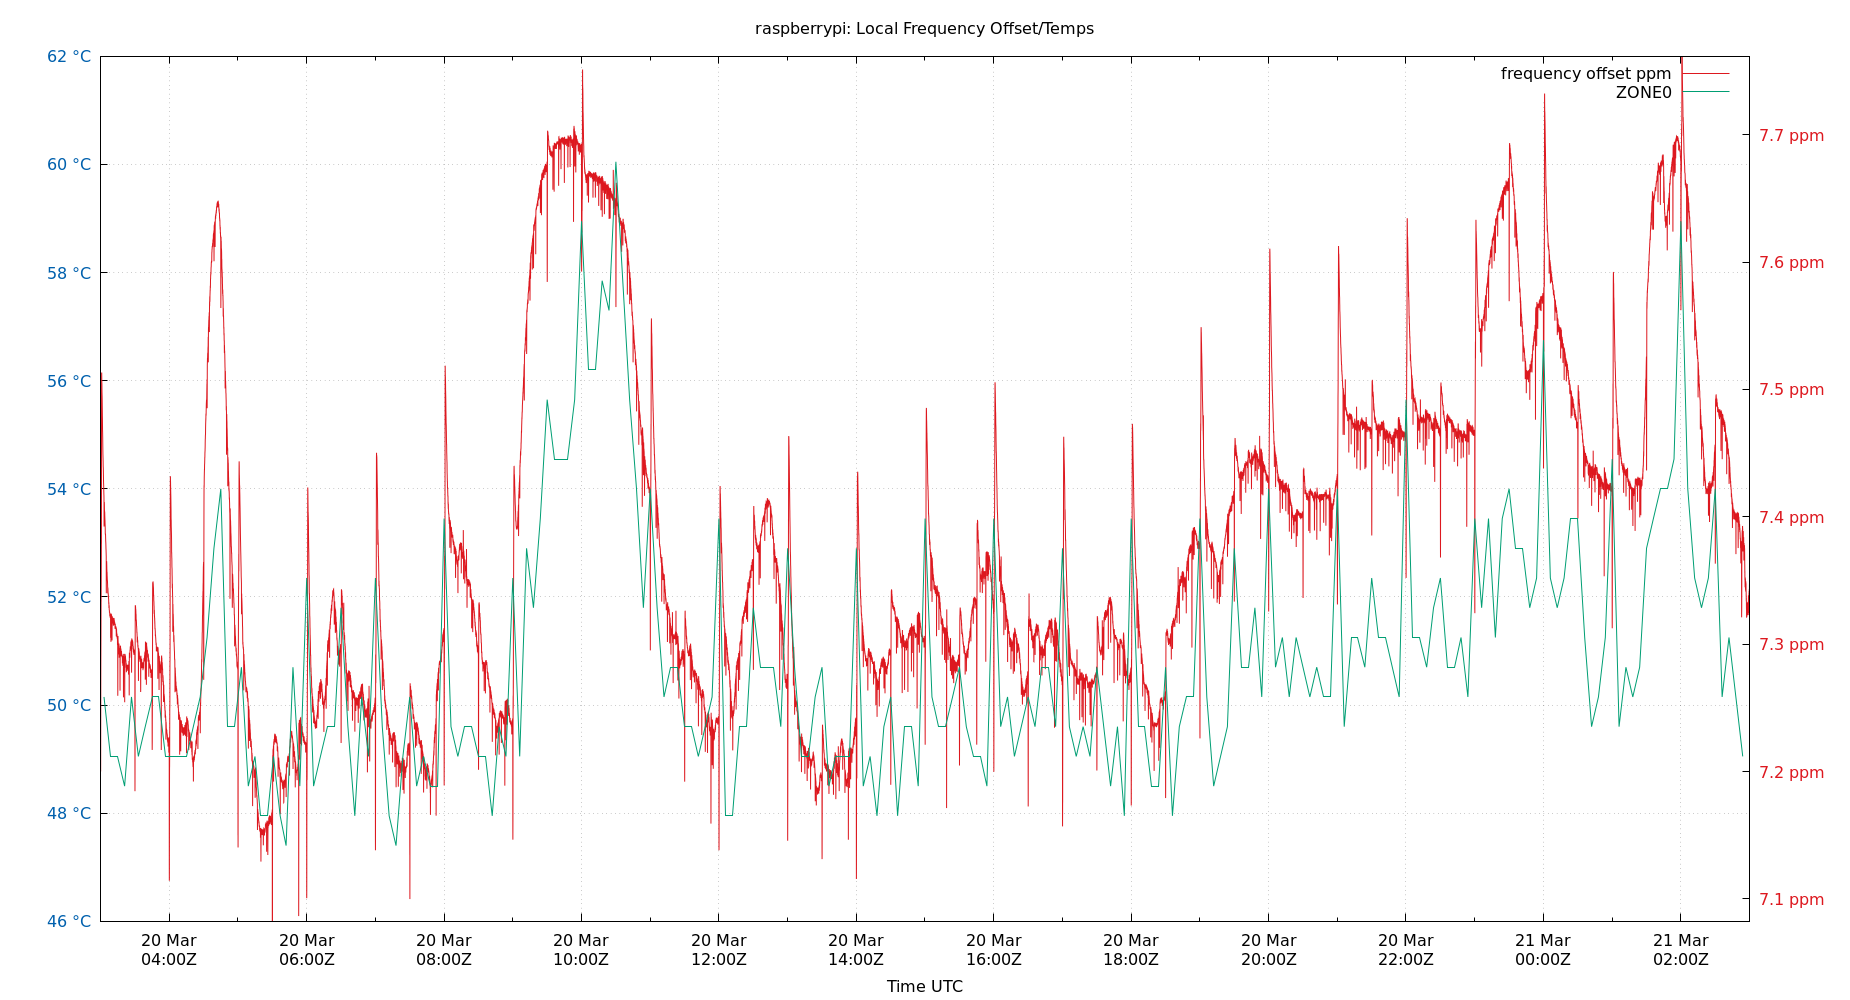 raspberrypi: Local Frequency Offset/Temps
62 °C
60 °C
58 °C
56 °C
54 °C
52 °C
50 °C
48 °C
46 °C
frequency offset ppm
ZONE0
7.7 ppm
7.6 ppm
7.5 ppm
7.4 ppm
7.3 ppm
7.2 ppm
7.1 ppm
20 Mar
04:00Z
20 Mar
06:00Z
20 Mar
08:00Z
20 Mar
10:00Z
20 Mar
12:00Z
20 Mar
14:00Z
20 Mar
16:00Z
20 Mar
18:00Z
20 Mar
20:00Z
20 Mar
22:00Z
21 Mar
00:00Z
21 Mar
02:00Z
Time UTC